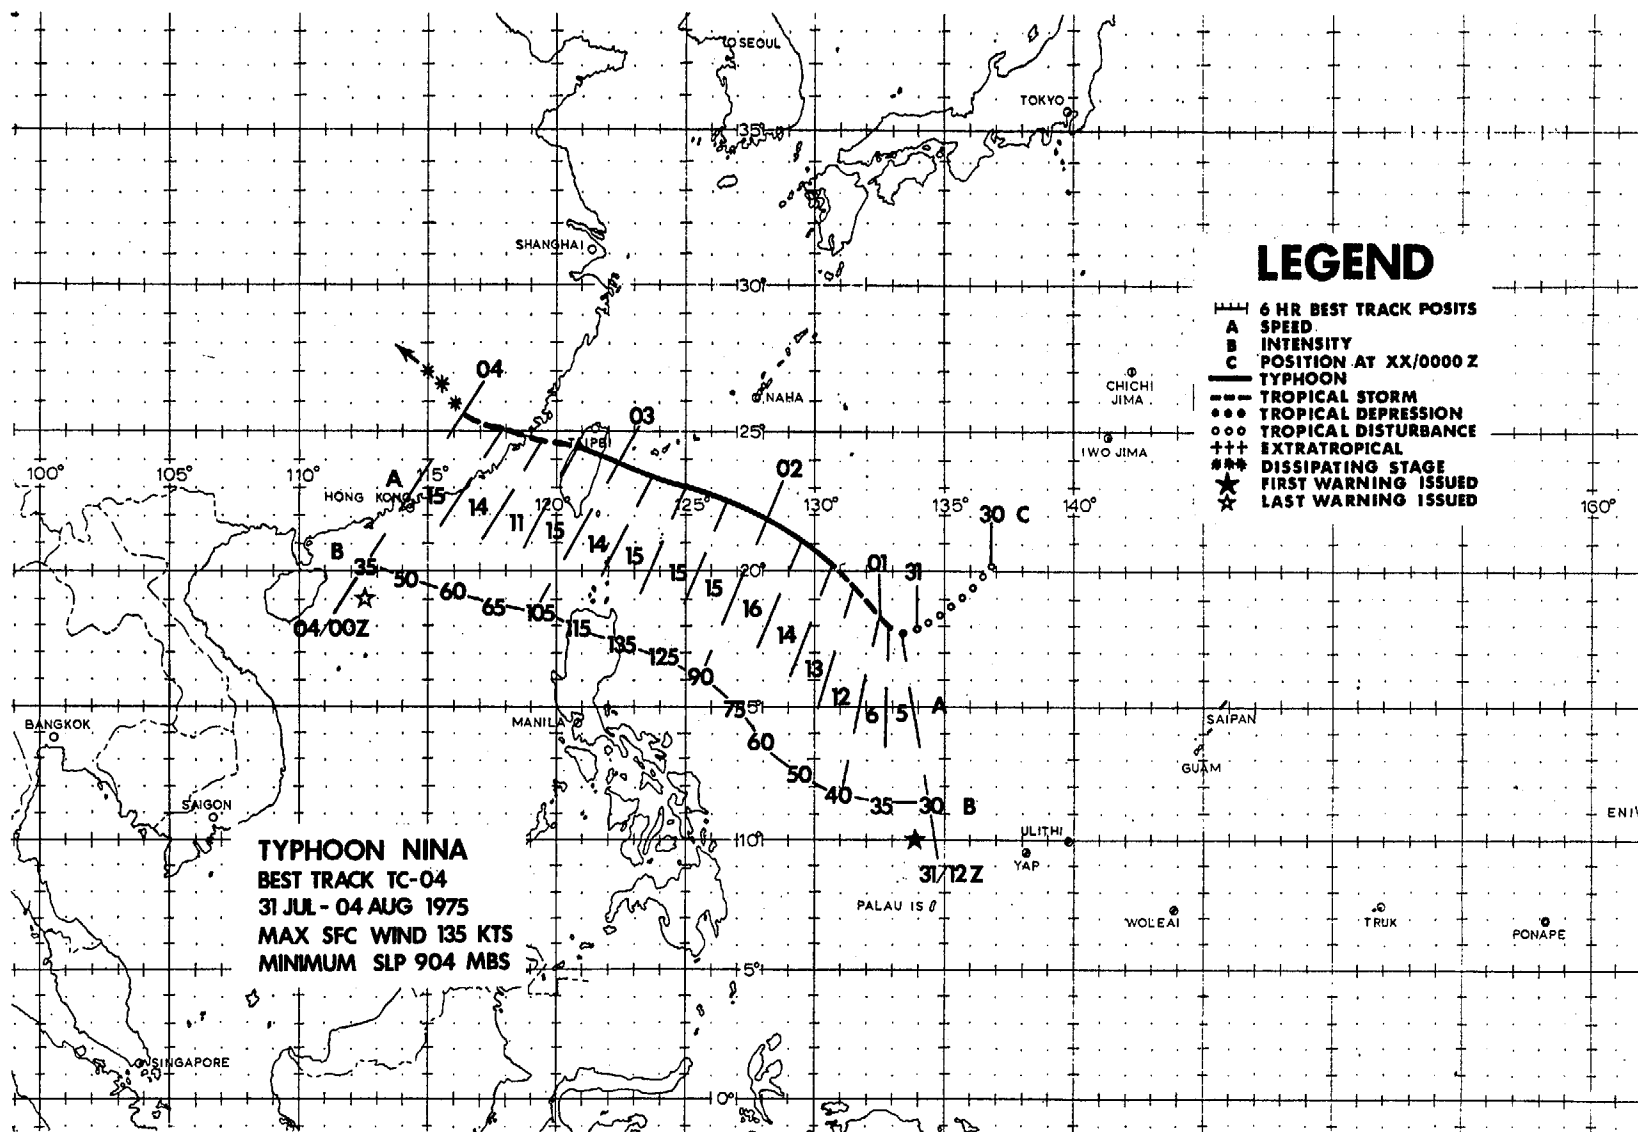 SEOUL
TOKYO
35°
SHANGHAI
30°
LEGEND
6 HR BEST TRACK POSITS
A SPEED
B INTENSITY
C POSITION AT XX/0000 Z
TYPHOON
TROPICAL STORM
TROPICAL DEPRESSION
TROPICAL DISTURBANCE
EXTRATROPICAL
DISSIPATING STAGE
FIRST WARNING ISSUED
LAST WARNING ISSUED
04
CHICHI
JIMA
NAHA
03
25°
TAIPEI
IWO JIMA
02
100° 105° 110° 115° 120° 125° 130° 135° 140° 160°
A
HONG KONG
15 14 11 15 14 15 15 15 16 14 13 12 6 5 A
30 C
01 31
20°
B
35 50 60 65 105 115 135 125 90 75 60 50 40 35 30 B
04/00Z
15°
MANILA
BANGKOK
SAIPAN
GUAM
SAIGON
ENI
10°
ULITHI
YAP
31/12Z
PALAU IS
WOLEAI
TRUK
PONAPE
TYPHOON NINA
BEST TRACK TC-04
31 JUL - 04 AUG 1975
MAX SFC WIND 135 KTS
MINIMUM SLP 904 MBS
5°
SINGAPORE
0°